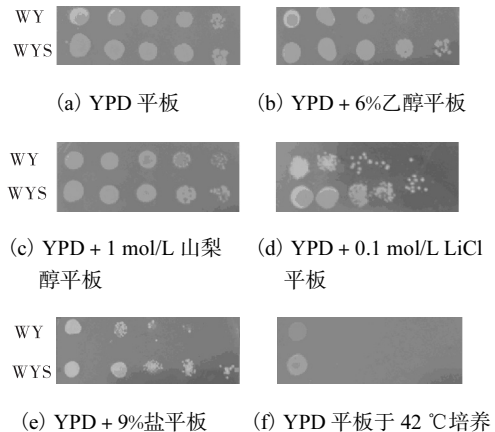 WY
WYS
(a) YPD 平板
(b) YPD + 6%乙醇平板
WY
WYS
(c) YPD + 1 mol/L 山梨
醇平板
(d) YPD + 0.1 mol/L LiCl
平板
WY
WYS
(e) YPD + 9%盐平板
(f) YPD 平板于 42 ℃培养